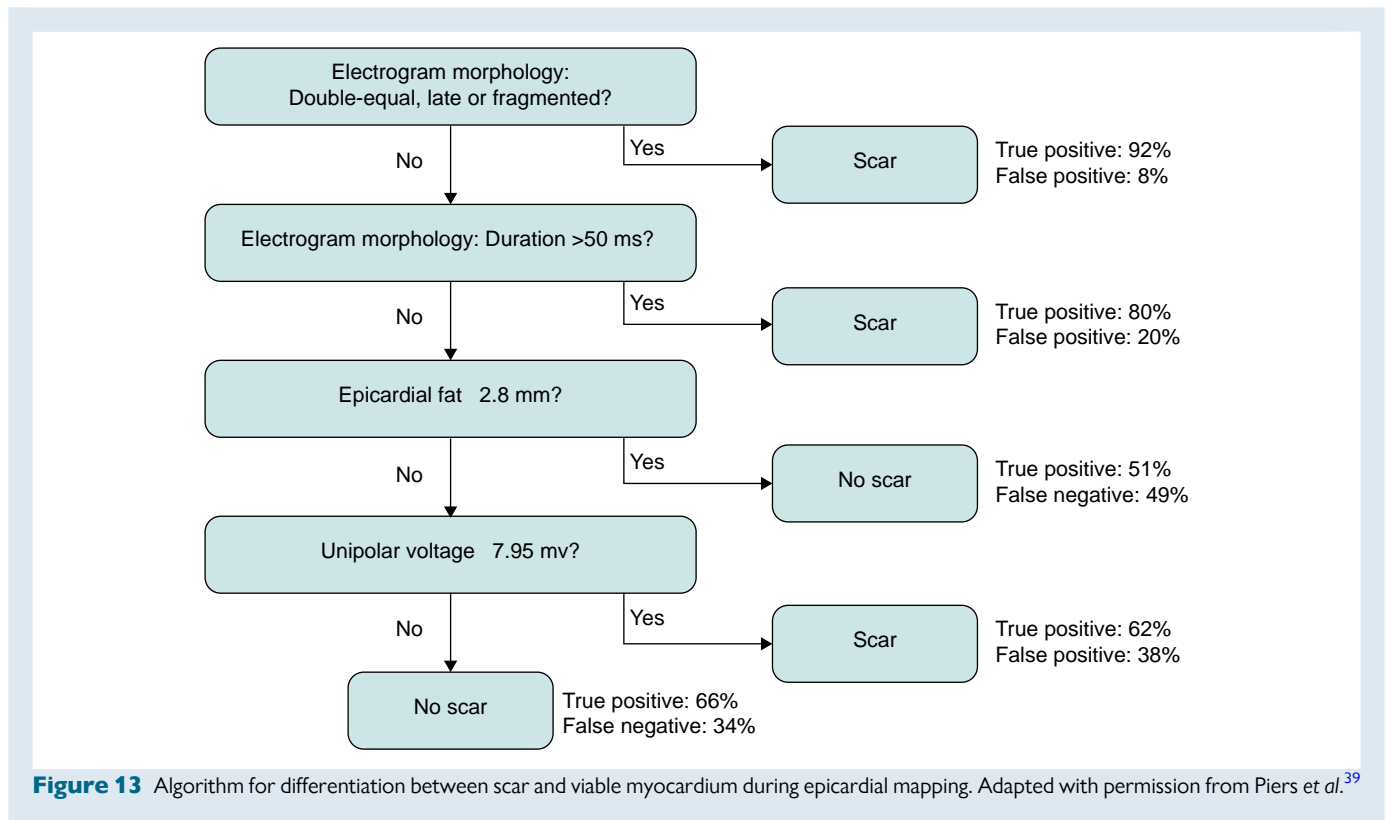 Electrogram morphology:
Double-equal, late or fragmented?
No
Yes
Scar
True positive: 92%
False positive: 8%
Electrogram morphology: Duration >50 ms?
No
Yes
Scar
True positive: 80%
False positive: 20%
Epicardial fat 2.8 mm?
No
Yes
No scar
True positive: 51%
False negative: 49%
Unipolar voltage 7.95 mv?
No
Yes
Scar
True positive: 62%
False positive: 38%
No scar
True positive: 66%
False negative: 34%
Figure 13 Algorithm for differentiation between scar and viable myocardium during epicardial mapping. Adapted with permission from Piers et al.39